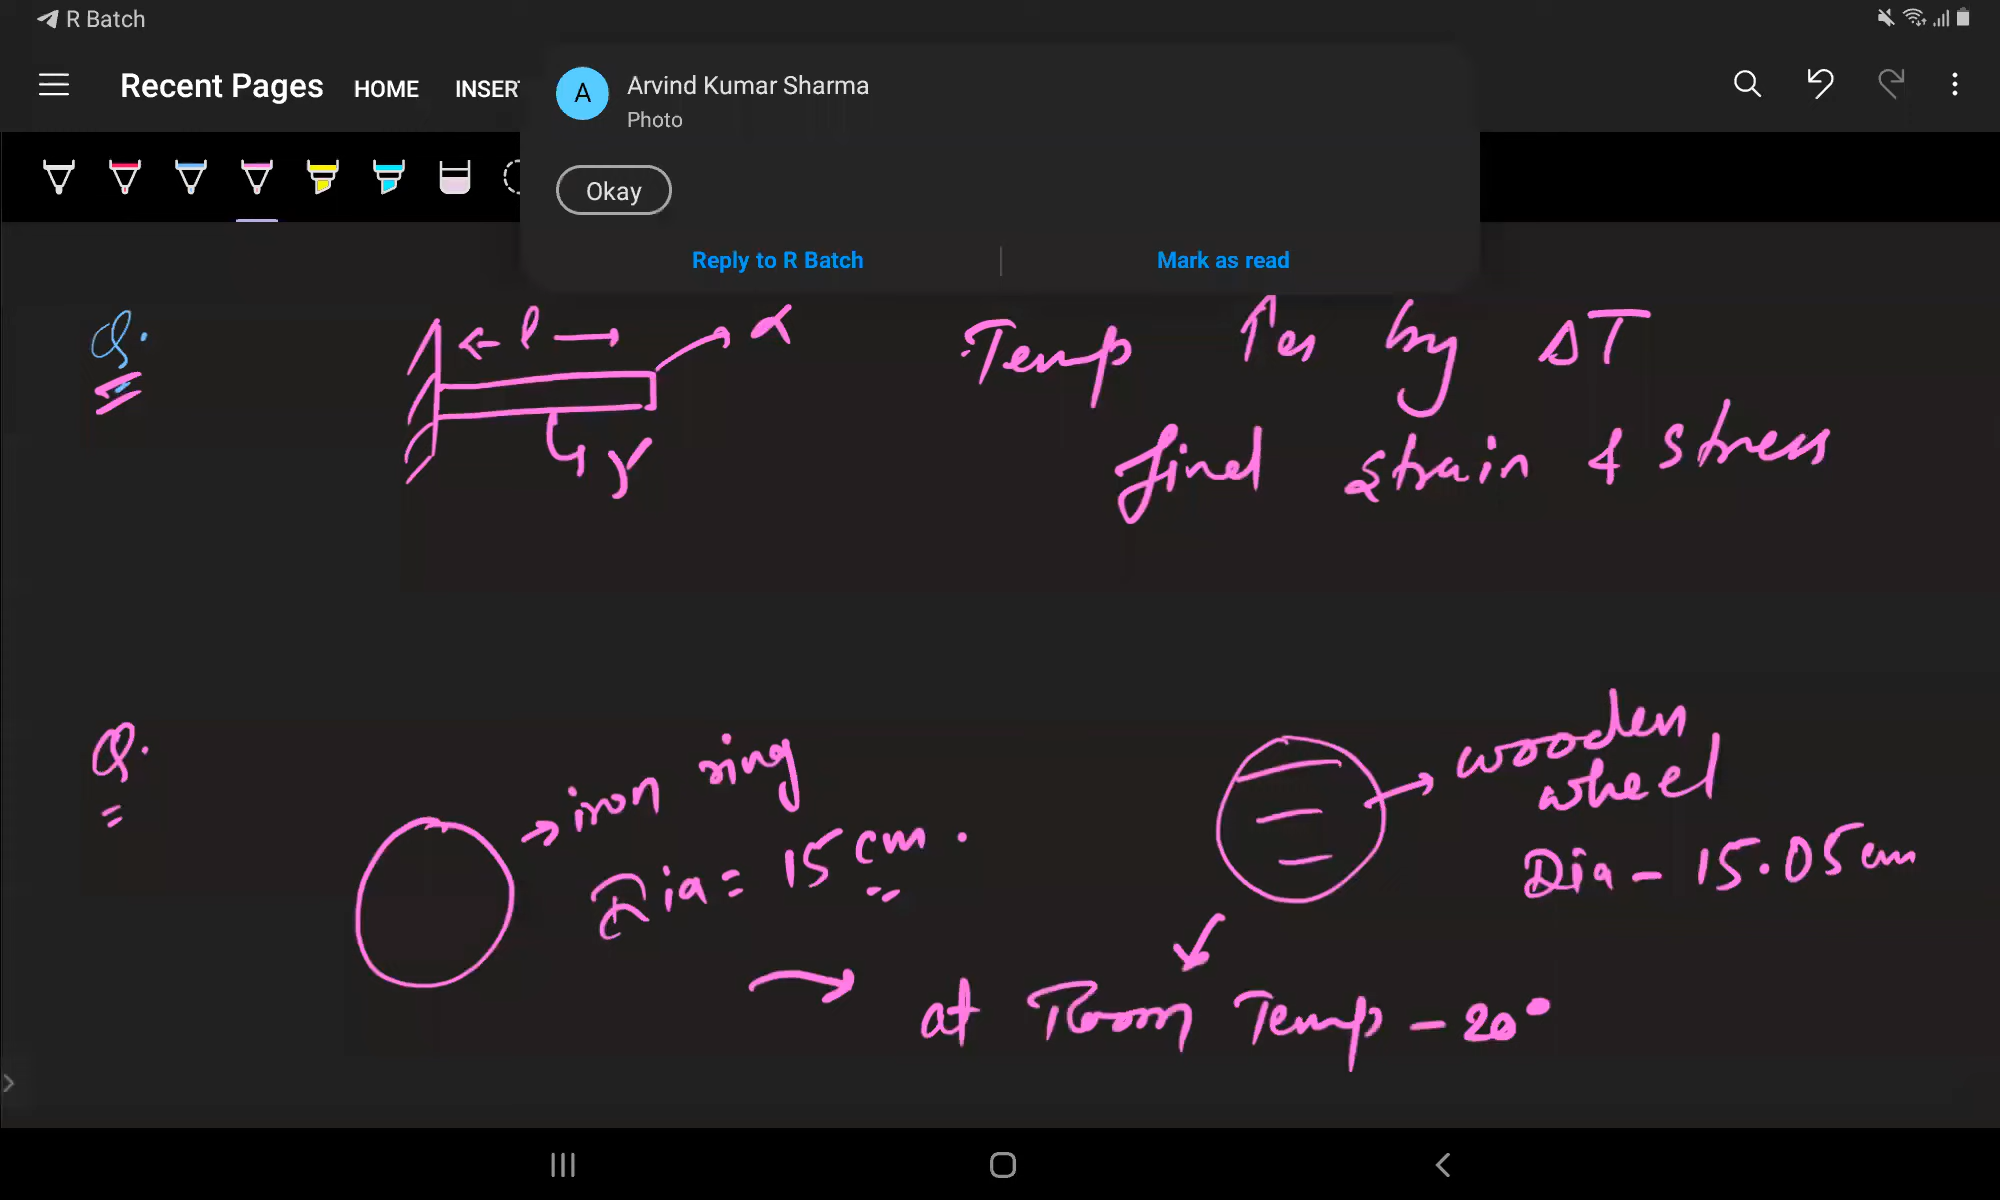 R Batch
Recent Pages HOME INSER
A Arvind Kumar Sharma
Photo
Okay
Reply to R Batch Mark as read
Q. l α Temp ↑es by ΔT
Y find strain & stress
Q. iron ring
Dia = 15 cm.
wooden
wheel
Dia - 15.05 cm
at Room Temp - 20°